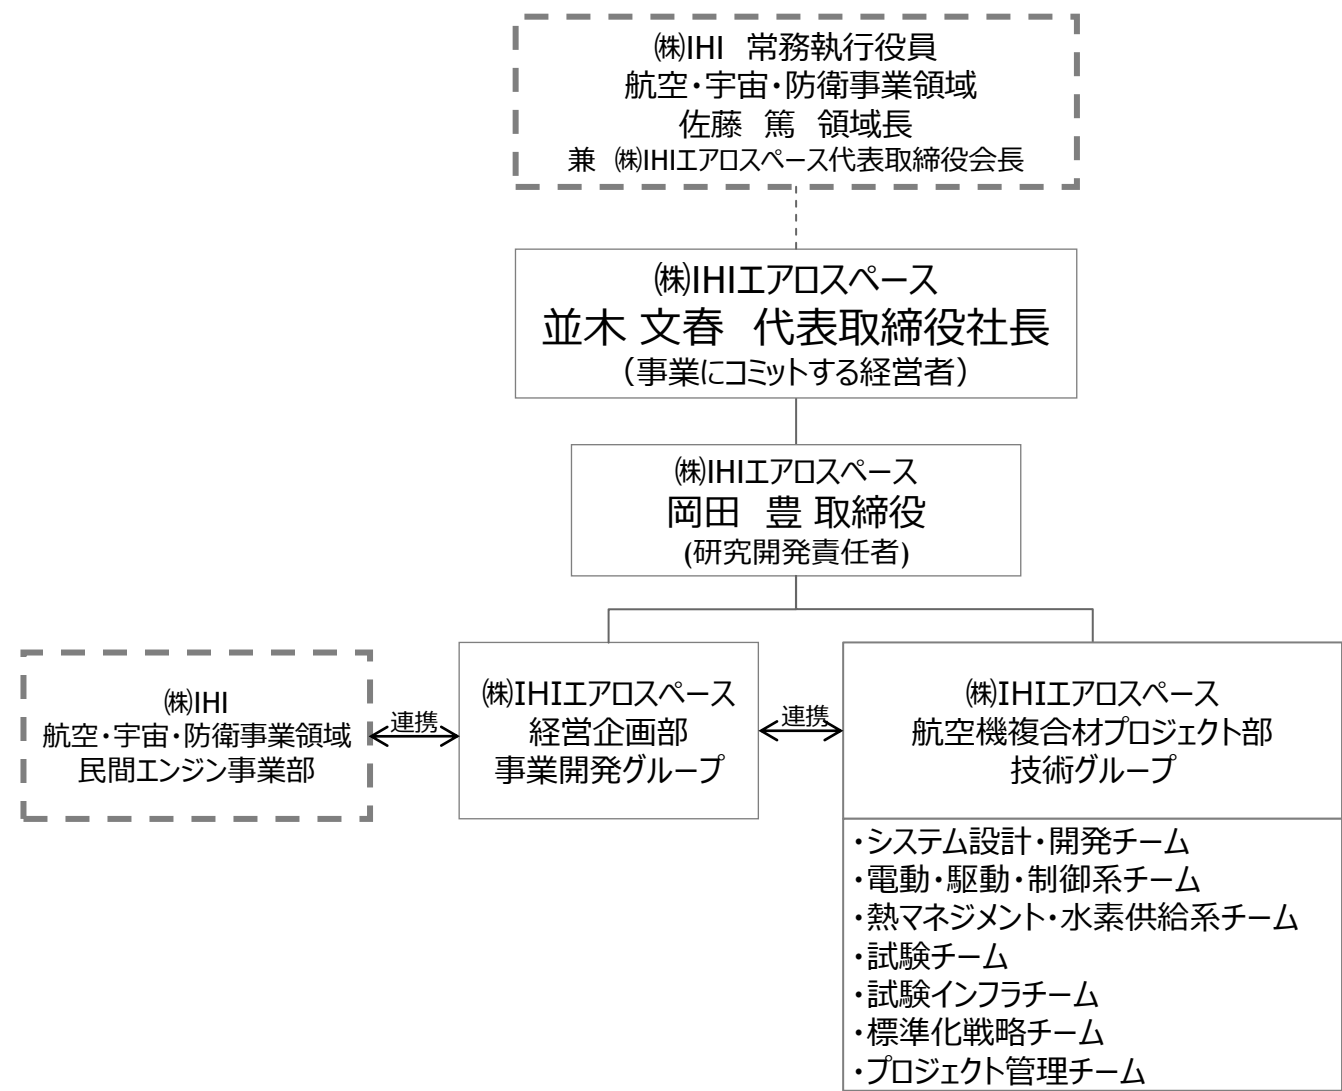 ㈱IHI 常務執行役員
航空・宇宙・防衛事業領域
佐藤 篤 領域長
兼 ㈱IHIエアロスペース代表取締役会長
㈱IHIエアロスペース
並木 文春 代表取締役社長
（事業にコミットする経営者）
㈱IHIエアロスペース
岡田 豊 取締役
(研究開発責任者)
㈱IHI
航空・宇宙・防衛事業領域
民間エンジン事業部
連携
㈱IHIエアロスペース
経営企画部
事業開発グループ
連携
㈱IHIエアロスペース
航空機複合材プロジェクト部
技術グループ
・システム設計・開発チーム
・電動・駆動・制御系チーム
・熱マネジメント・水素供給系チーム
・試験チーム
・試験インフラチーム
・標準化戦略チーム
・プロジェクト管理チーム